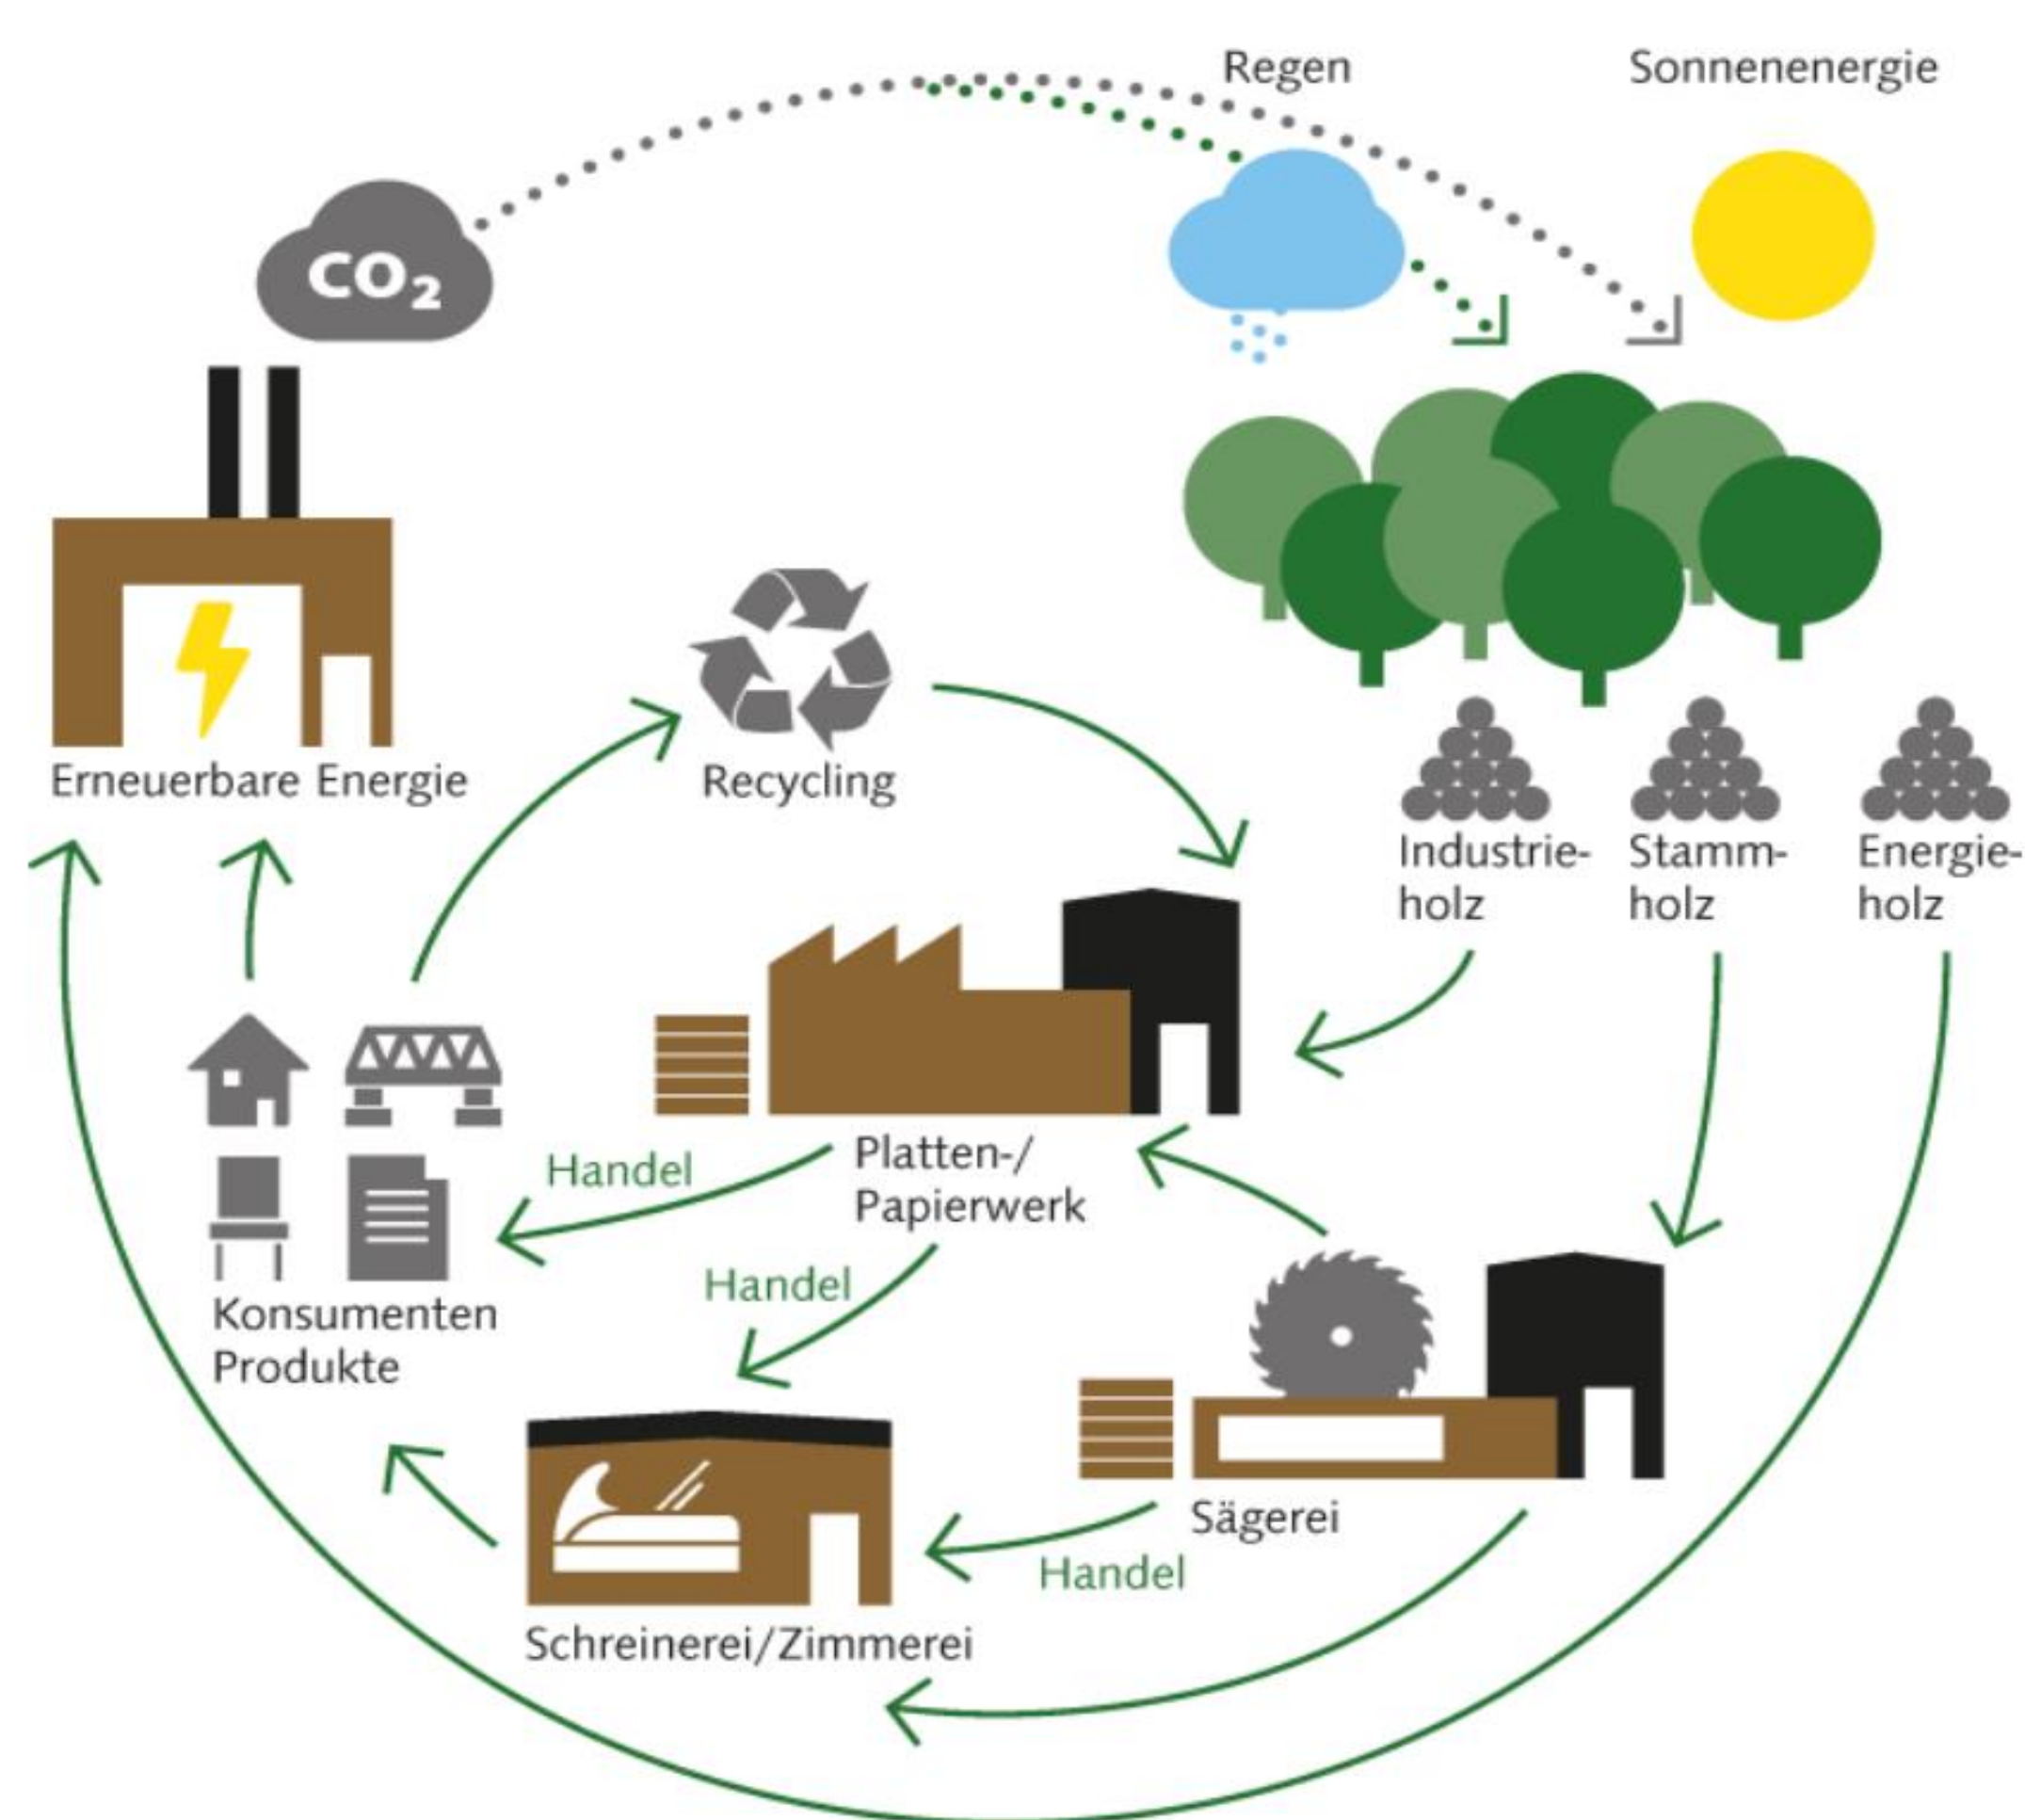 Regen
Sonnenenergie
CO₂
Erneuerbare Energie
Recycling
Industrie-
holz
Stamm-
holz
Energie-
holz
Platten-/
Papierwerk
Handel
Handel
Konsumenten
Produkte
Sägerei
Handel
Schreinerei/Zimmerei